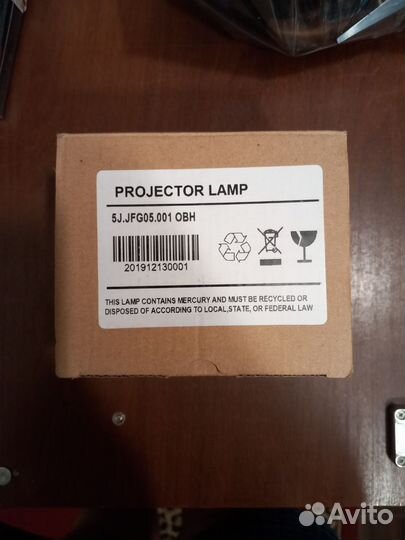 PROJECTOR LAMP
5J.JFG05.001 OBH
201912130001
THIS LAMP CONTAINS MERCURY AND MUST BE RECYCLED OR
DISPOSED OF ACCORDING TO LOCAL,STATE, OR FEDERAL LAW
Avito